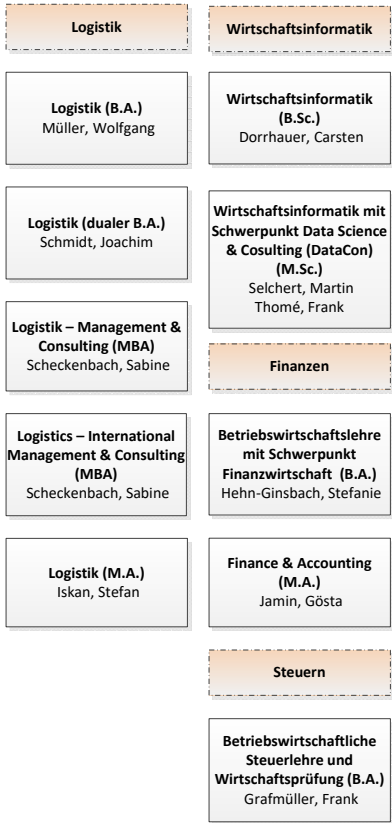 Logistik
Logistik (B.A.)
Müller, Wolfgang
Logistik (dualer B.A.)
Schmidt, Joachim
Logistik – Management &
Consulting (MBA)
Scheckenbach, Sabine
Logistics – International
Management & Consulting
(MBA)
Scheckenbach, Sabine
Logistik (M.A.)
Iskan, Stefan
Wirtschaftsinformatik
Wirtschaftsinformatik
(B.Sc.)
Dorrhauer, Carsten
Wirtschaftsinformatik mit
Schwerpunkt Data Science
& Cosulting (DataCon)
(M.Sc.)
Selchert, Martin
Thomé, Frank
Finanzen
Betriebswirtschaftslehre
mit Schwerpunkt
Finanzwirtschaft (B.A.)
Hehn-Ginsbach, Stefanie
Finance & Accounting
(M.A.)
Jamin, Gösta
Steuern
Betriebswirtschaftliche
Steuerlehre und
Wirtschaftsprüfung (B.A.)
Grafmüller, Frank